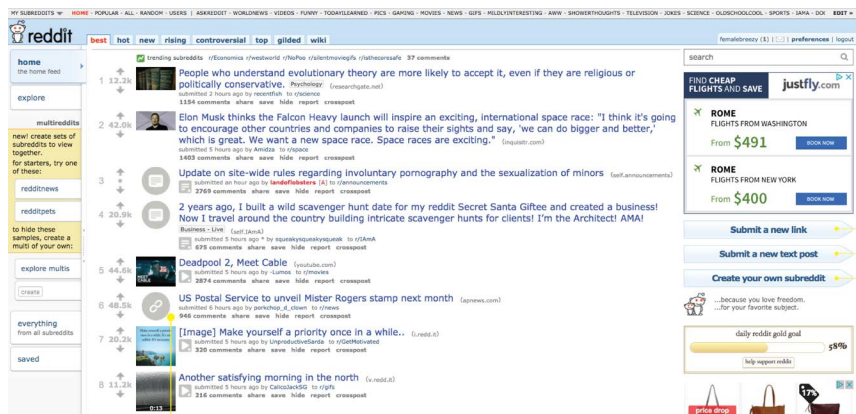 MY SUBREDDITS HOME - POPULAR - ALL - RANDOM - USERS | ASKREDDIT - WORLDNEWS - VIDEOS - FUNNY - TODAYILEARNED - PICS - GAMING - MOVIES - NEWS - GIFS - MILDLYINTERESTING - AWW - SHOWERTHOUGHTS - TELEVISION - JOKES - SCIENCE - OLDSCHOOLCOOL - SPORTS - IAMA - DOC EDIT »
reddit best hot new rising controversial top gilded wiki
femalebreezy (1) | | preferences | logout
home
the home feed
explore
multireddits
new! create sets of subreddits to view together.
for starters, try one of these:
redditnews
redditpets
to hide these samples, create a multi of your own:
explore multis
create
everything
from all subreddits
saved
trending subreddits r/Economics r/westworld r/NoPoo r/silentmoviegifs r/isthecoresafe 37 comments
1 12.2k People who understand evolutionary theory are more likely to accept it, even if they are religious or
politically conservative. Psychology (researchgate.net)
submitted 2 hours ago by recentfish to r/science
1154 comments share save hide report crosspost
2 42.0k Elon Musk thinks the Falcon Heavy launch will inspire an exciting, international space race: "I think it's going
to encourage other countries and companies to raise their sights and say, 'we can do bigger and better,'
which is great. We want a new space race. Space races are exciting." (inquisitr.com)
submitted 5 hours ago by Amidza to r/space
1403 comments share save hide report crosspost
3 • Update on site-wide rules regarding involuntary pornography and the sexualization of minors (self.announcements)
submitted an hour ago by landoflobsters [A] to r/announcements
2769 comments share save hide report crosspost
4 20.9k 2 years ago, I built a wild scavenger hunt date for my reddit Secret Santa Giftee and created a business!
Now I travel around the country building intricate scavenger hunts for clients! I'm the Architect! AMA!
Business - Live (self.IAmA)
submitted 5 hours ago * by squeakysqueakysqueak to r/IAmA
675 comments share save hide report crosspost
5 44.6k Deadpool 2, Meet Cable (youtube.com)
submitted 5 hours ago by -Lumos to r/movies
2874 comments share save hide report crosspost
6 48.5k US Postal Service to unveil Mister Rogers stamp next month (apnews.com)
submitted 6 hours ago by porkchop_d_clown to r/news
946 comments share save hide report crosspost
7 20.2k [Image] Make yourself a priority once in a while.. (i.redd.it)
submitted 5 hours ago by UnproductiveSarda to r/GetMotivated
320 comments share save hide report crosspost
8 11.2k Another satisfying morning in the north (v.redd.it)
submitted 5 hours ago by CalicoJackSG to r/gifs
216 comments share save hide report crosspost
0:13
search
FIND CHEAP
FLIGHTS AND SAVE
justfly.com
ROME
FLIGHTS FROM WASHINGTON
From $491 BOOK NOW
ROME
FLIGHTS FROM NEW YORK
From $400 BOOK NOW
Submit a new link
Submit a new text post
Create your own subreddit
...because you love freedom.
...for your favorite subject.
daily reddit gold goal
58%
help support reddit
17%
price drop